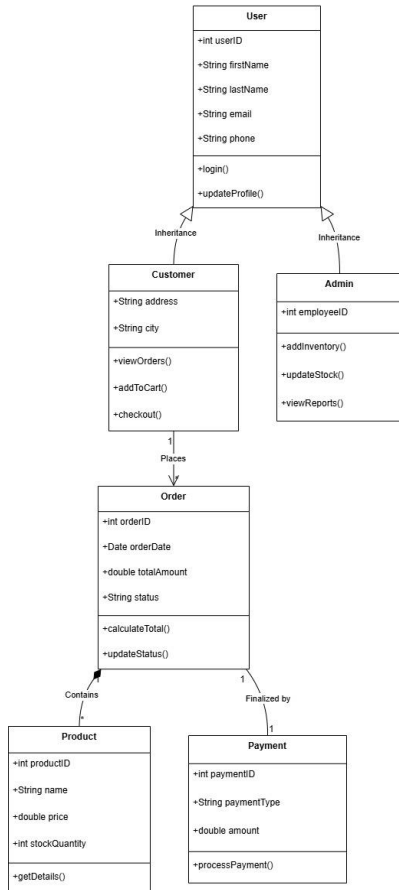 User
+int userID
+String firstName
+String lastName
+String email
+String phone
+login()
+updateProfile()
Inheritance
Inheritance
Customer
+String address
+String city
+viewOrders()
+addToCart()
+checkout()
Admin
+int employeeID
+addInventory()
+updateStock()
+viewReports()
1
Places
*
Order
+int orderID
+Date orderDate
+double totalAmount
+String status
+calculateTotal()
+updateStatus()
1
1
Contains
Finalized by
*
1
Product
+int productID
+String name
+double price
+int stockQuantity
+getDetails()
Payment
+int paymentID
+String paymentType
+double amount
+processPayment()